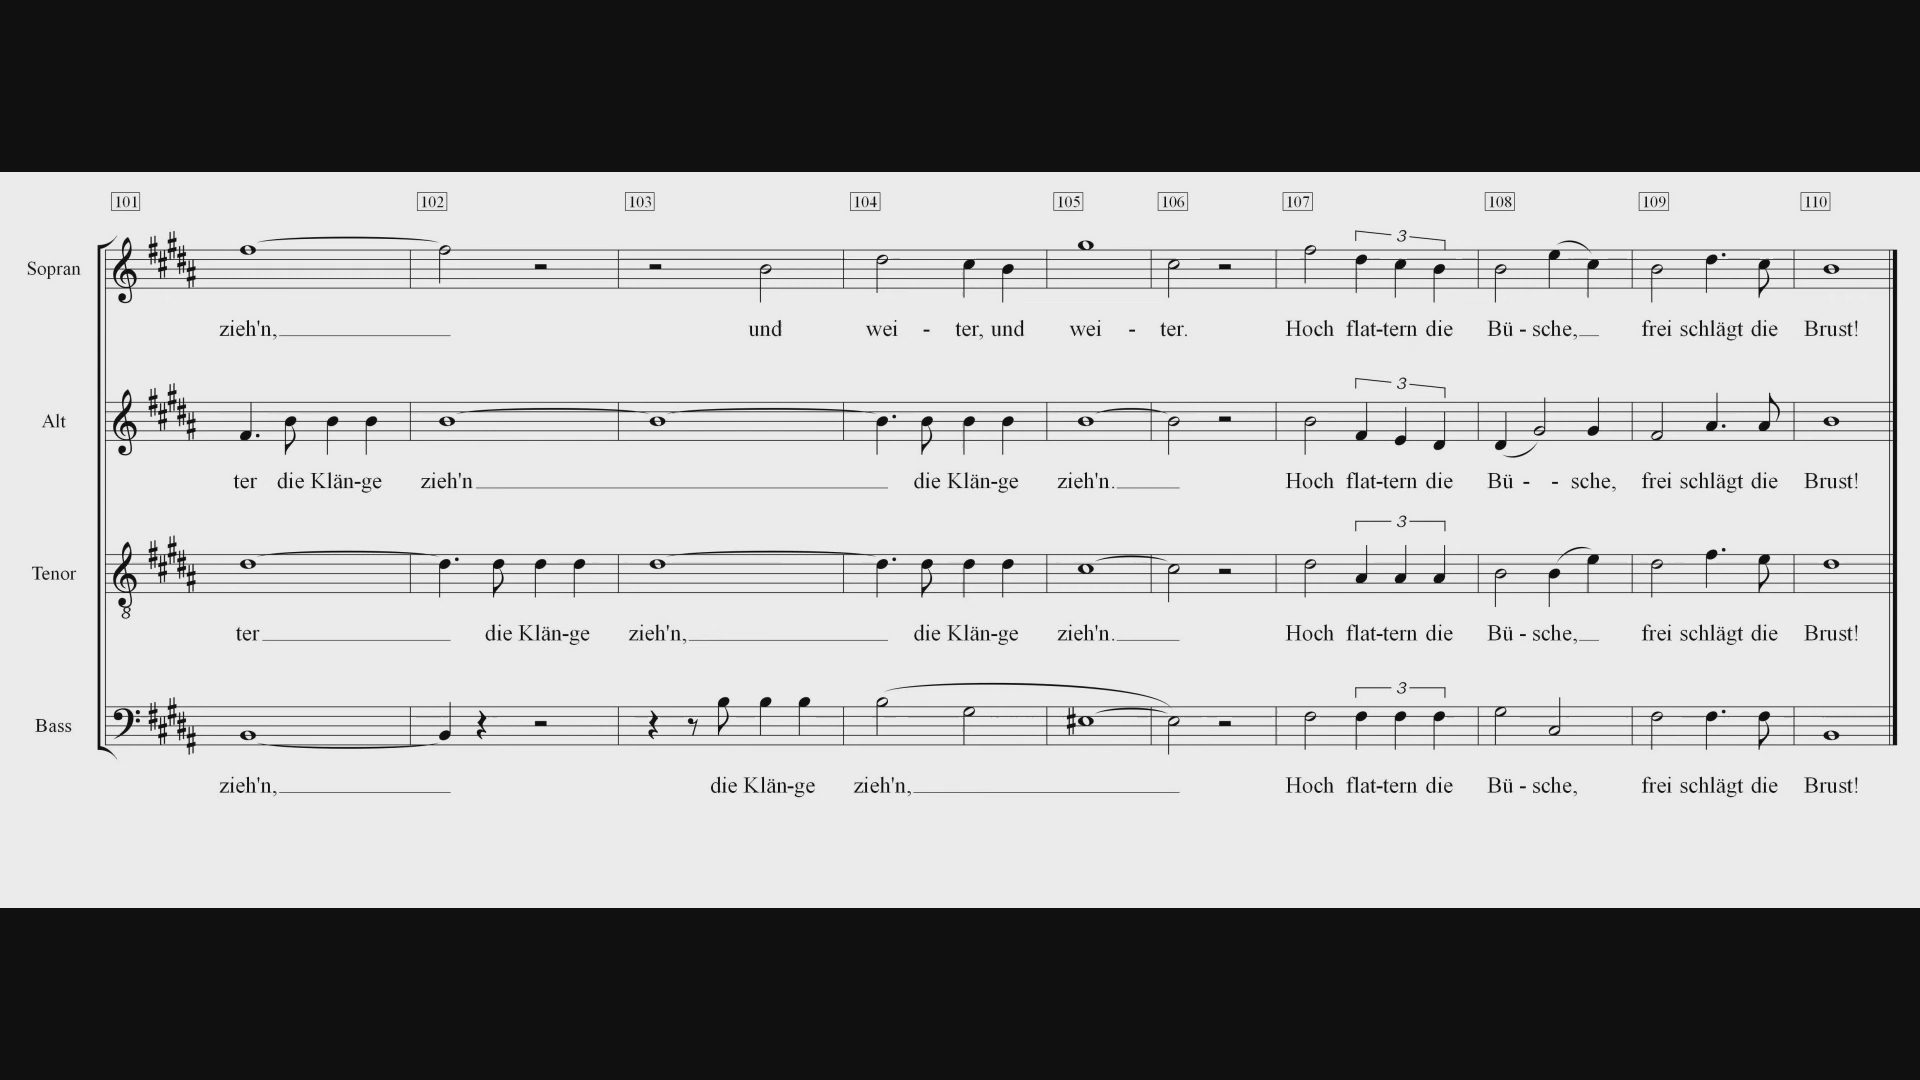 101 102 103 104 105 106 107 108 109 110
Sopran
3
zieh'n, und wei - ter, und wei - ter. Hoch flat-tern die Bü - sche, frei schlägt die Brust!
Alt
3
ter die Klän-ge zieh'n die Klän-ge zieh'n. Hoch flat-tern die Bü - - sche, frei schlägt die Brust!
Tenor
8
3
ter die Klän-ge zieh'n, die Klän-ge zieh'n. Hoch flat-tern die Bü - sche, frei schlägt die Brust!
Bass
3
zieh'n, die Klän-ge zieh'n, Hoch flat-tern die Bü - sche, frei schlägt die Brust!